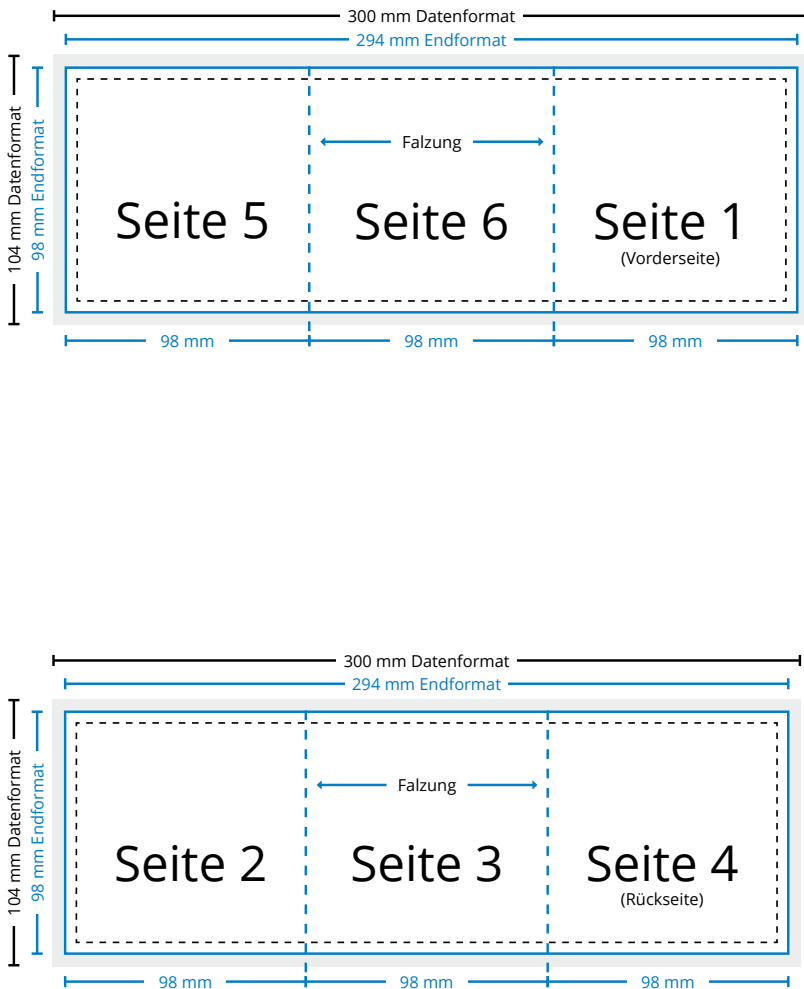 300 mm Datenformat
294 mm Endformat
104 mm Datenformat
98 mm Endformat
Falzung
Seite 5
Seite 6
Seite 1
(Vorderseite)
98 mm
98 mm
98 mm
300 mm Datenformat
294 mm Endformat
104 mm Datenformat
98 mm Endformat
Falzung
Seite 2
Seite 3
Seite 4
(Rückseite)
98 mm
98 mm
98 mm